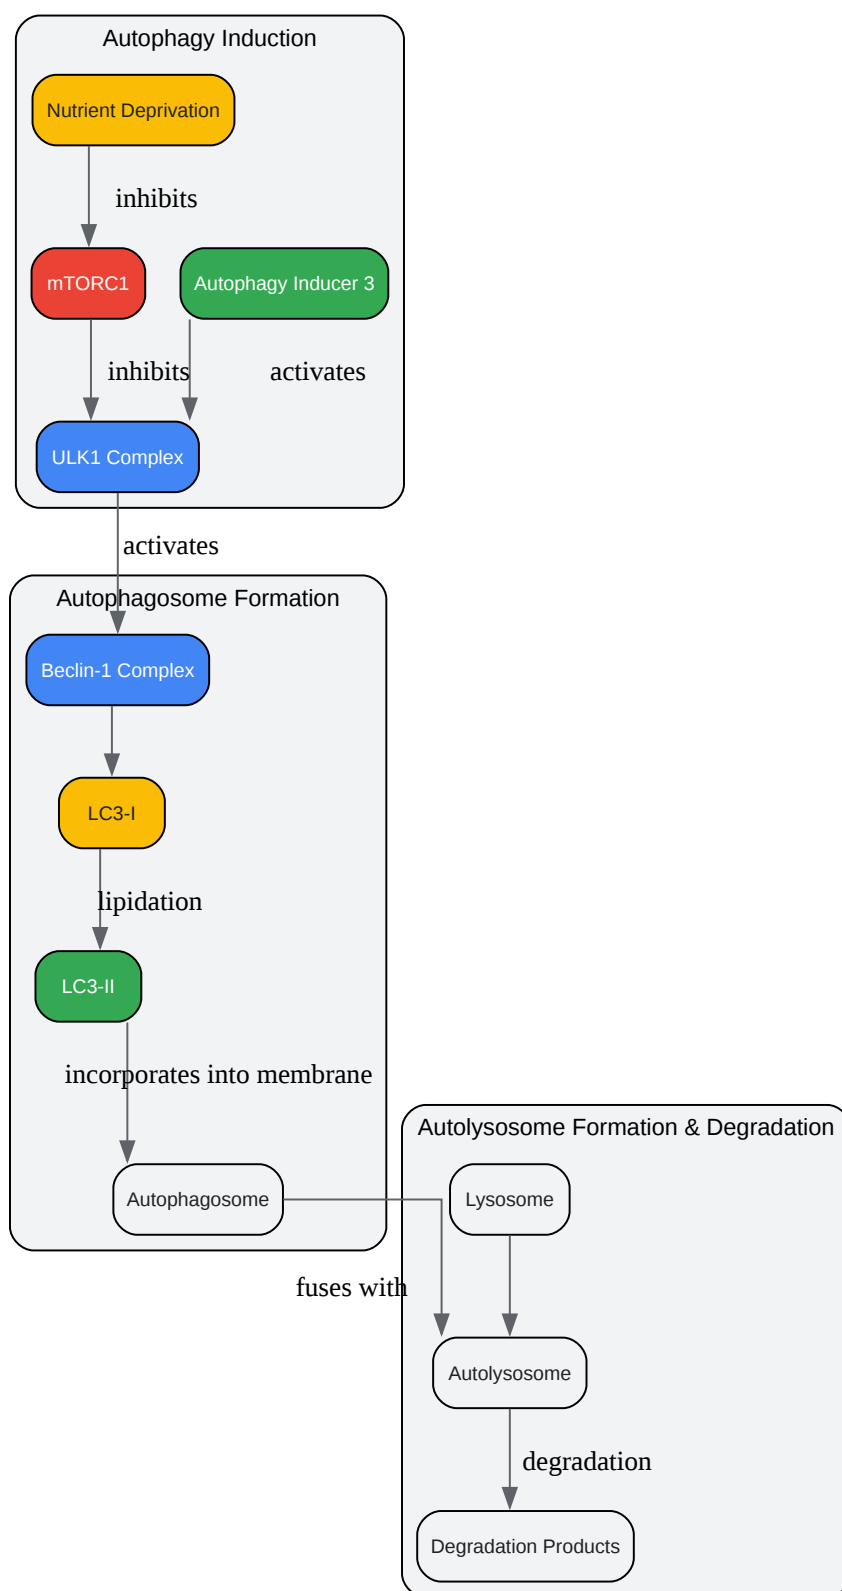 Autophagy Induction
Nutrient Deprivation
inhibits
mTORC1
Autophagy Inducer 3
inhibits
activates
ULK1 Complex
activates
Autophagosome Formation
Beclin-1 Complex
LC3-I
lipidation
LC3-II
incorporates into membrane
Autophagosome
Autolysosome Formation & Degradation
Lysosome
fuses with
Autolysosome
degradation
Degradation Products